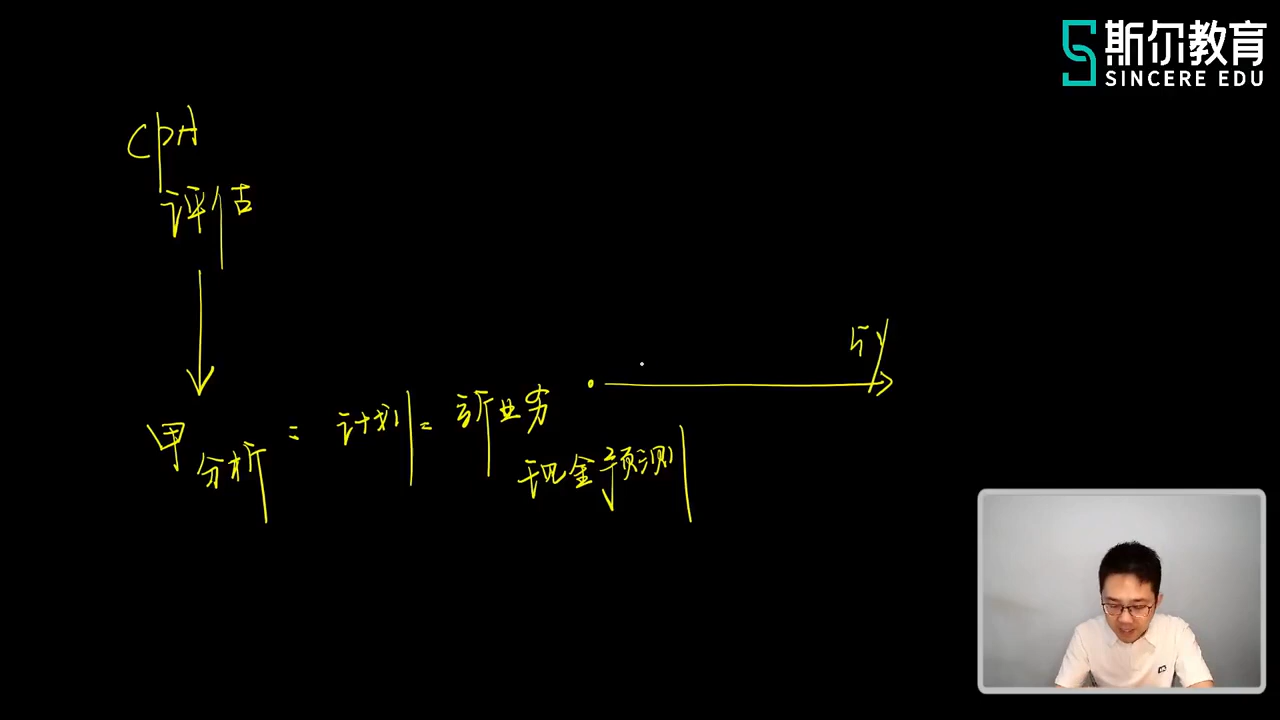 斯尔教育
SINCERE EDU
CPA
评估
5y
甲分析 = 计划 = 新业务
现金预测